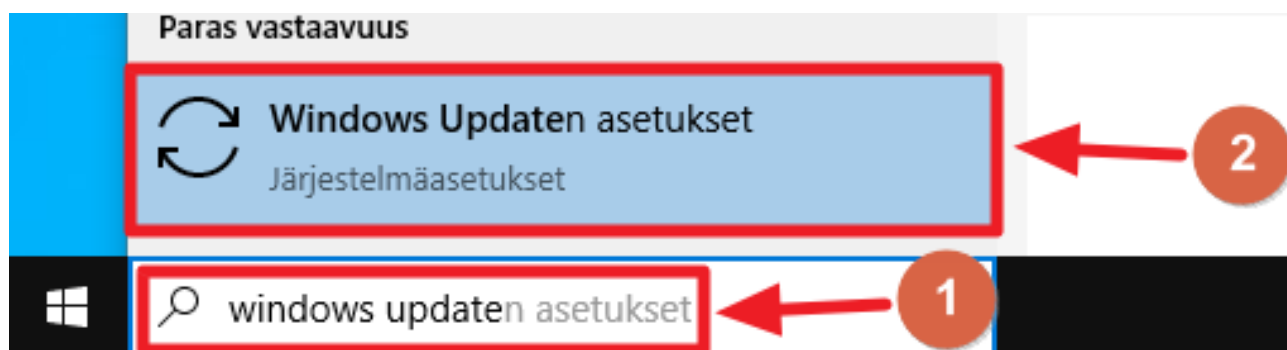 Paras vastaavuus
Windows Updaten asetukset
Järjestelmäasetukset
2
windows updaten asetukset
1